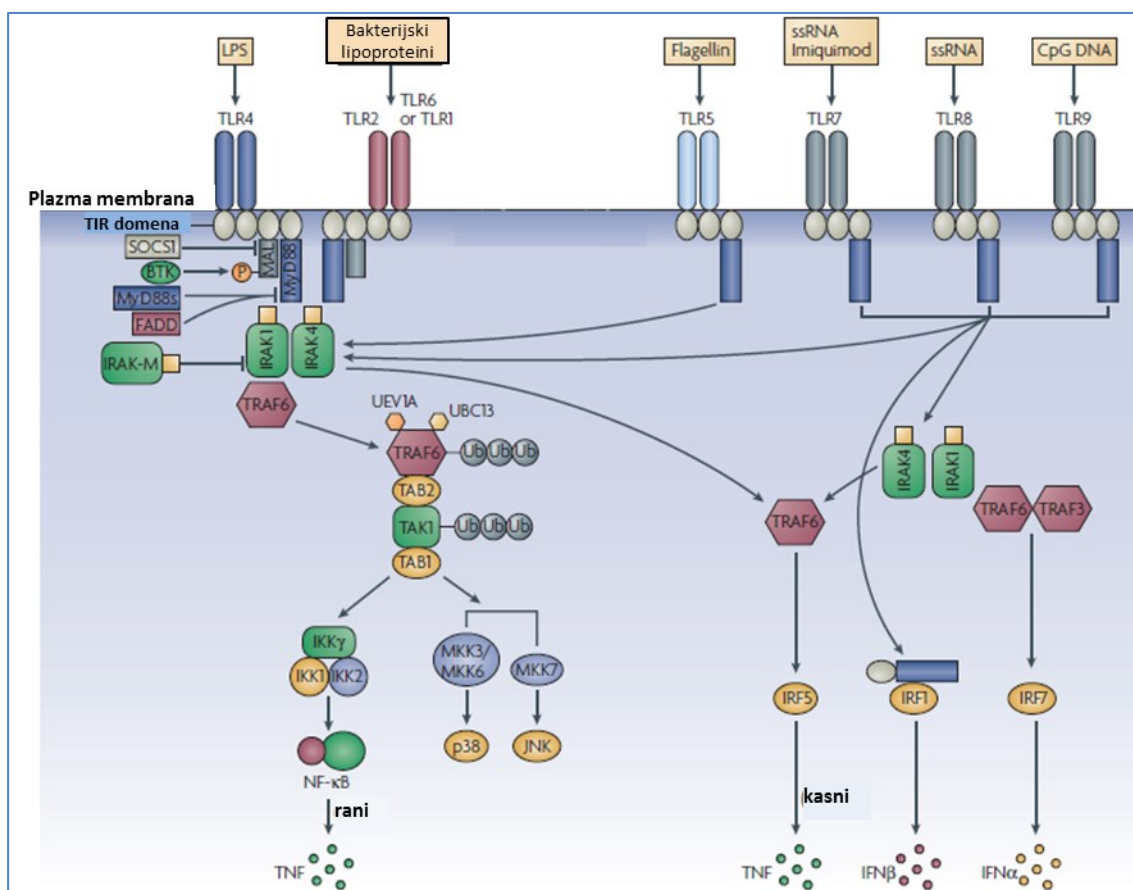 LPS
Bakterijski
lipoproteini
Flagellin
ssRNA
Imiquimod
ssRNA
CpG DNA
TLR4
TLR2
TLR6
or TLR1
TLR5
TLR7
TLR8
TLR9
Plazma membrana
TIR domena
SOCS1
BTK
P
MAL
MyD88
MyD88s
FADD
IRAK-M
IRAK1
IRAK4
TRAF6
UEV1A
UBC13
TRAF6
Ub Ub Ub
TAB2
TAK1
Ub Ub Ub
TAB1
IRAK4
IRAK1
TRAF6
TRAF6
TRAF3
IKKγ
IKK1
IKK2
MKK3/
MKK6
MKK7
IRF5
IRF1
IRF7
p38
JNK
NF-κB
rani
kasni
TNF
TNF
IFNβ
IFNα